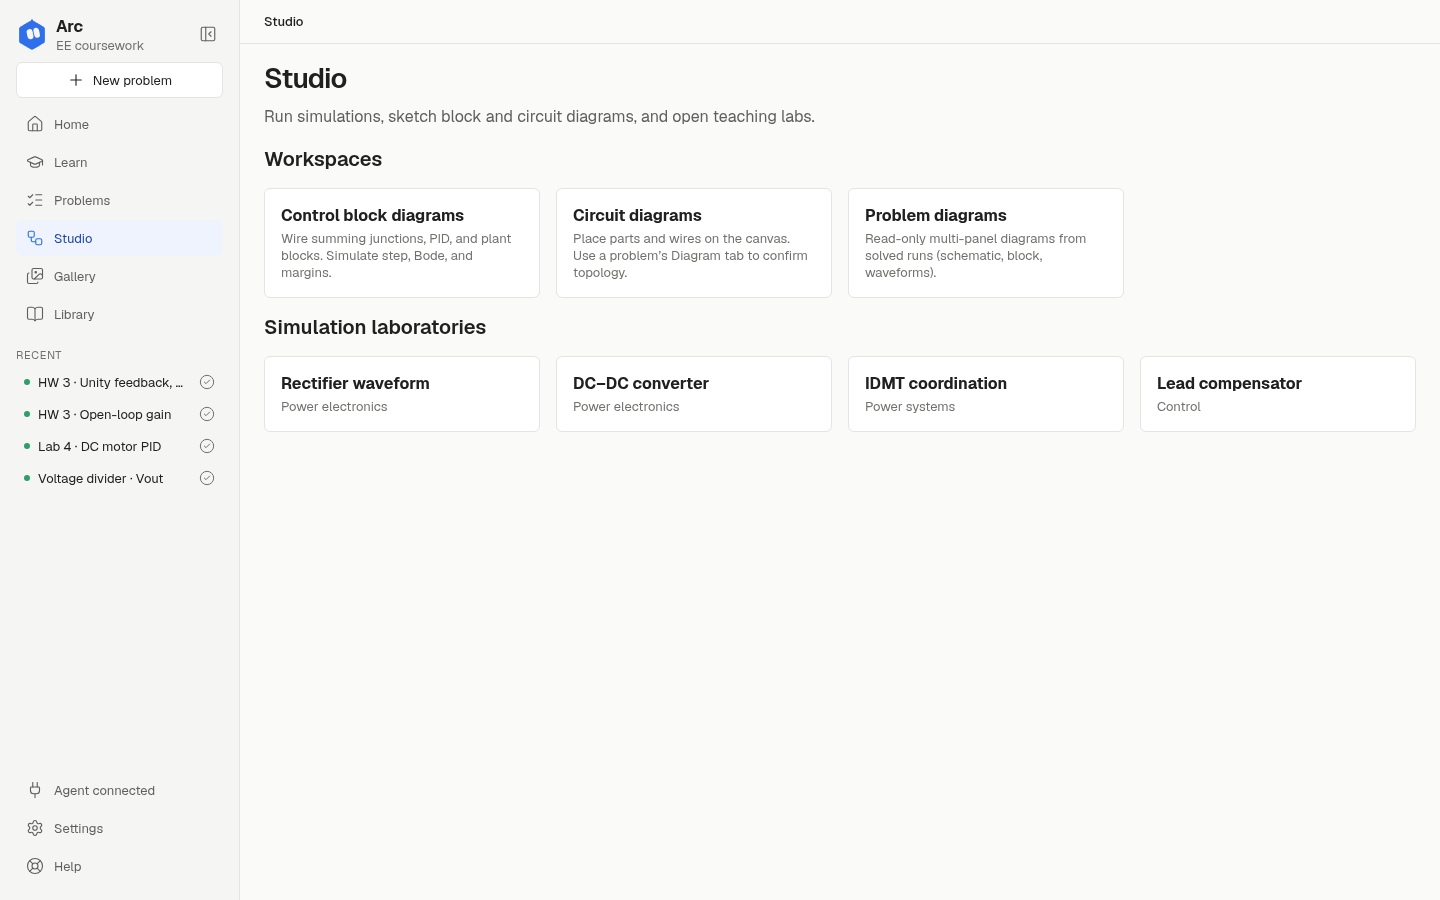 Arc
EE coursework
New problem
Home
Learn
Problems
Studio
Gallery
Library
RECENT
HW 3 · Unity feedback, …
HW 3 · Open-loop gain
Lab 4 · DC motor PID
Voltage divider · Vout
Agent connected
Settings
Help
Studio
Studio
Run simulations, sketch block and circuit diagrams, and open teaching labs.
Workspaces
Control block diagrams
Wire summing junctions, PID, and plant
blocks. Simulate step, Bode, and
margins.
Circuit diagrams
Place parts and wires on the canvas.
Use a problem's Diagram tab to confirm
topology.
Problem diagrams
Read-only multi-panel diagrams from
solved runs (schematic, block,
waveforms).
Simulation laboratories
Rectifier waveform
Power electronics
DC–DC converter
Power electronics
IDMT coordination
Power systems
Lead compensator
Control